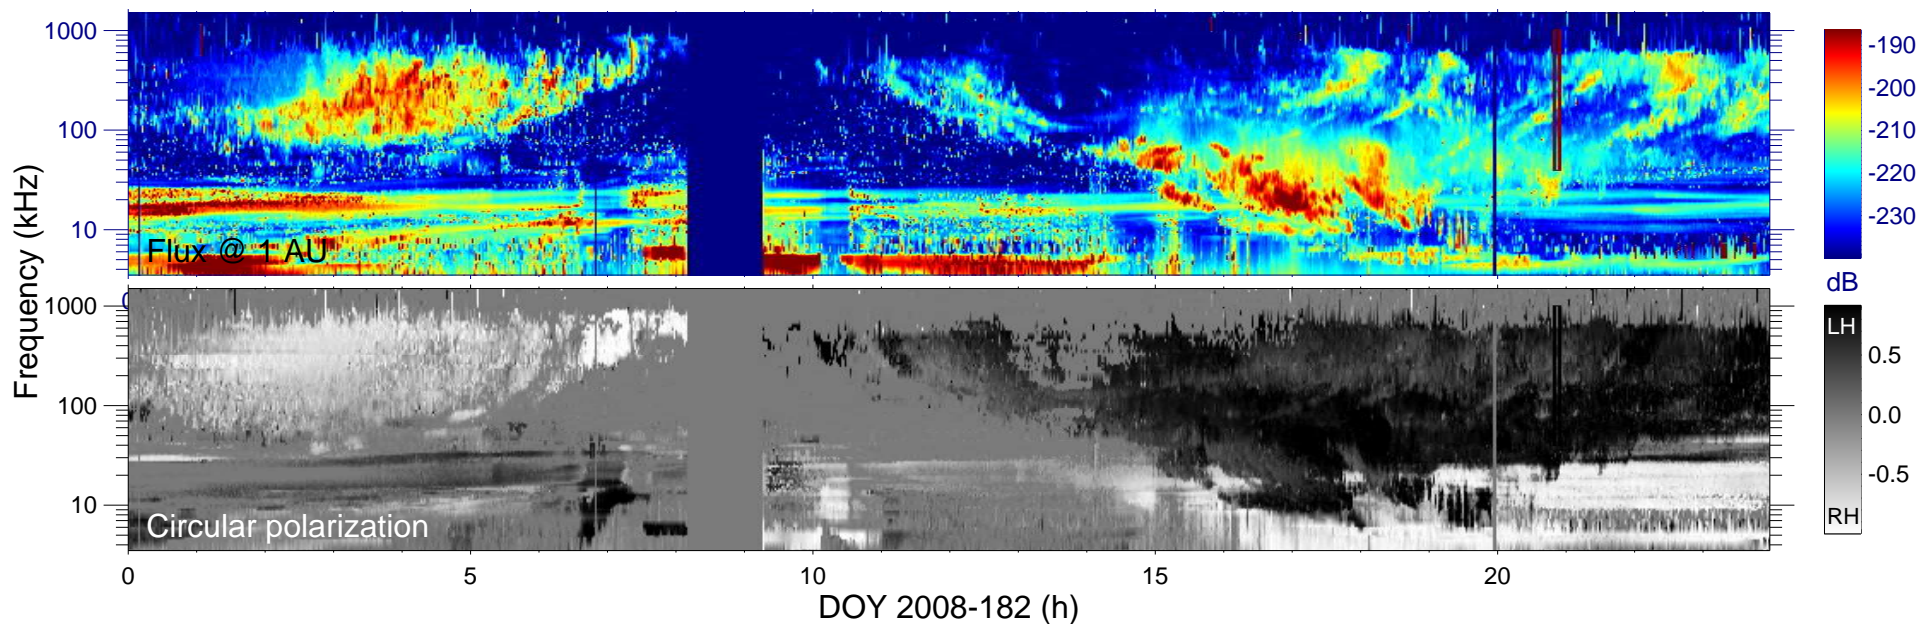 1000
100
10
Flux @ 1 AU
-190
-200
-210
-220
-230
dB
0
1000
100
10
Circular polarization
LH
0.5
0.0
-0.5
RH
Frequency (kHz)
0 5 10 15 20
DOY 2008-182 (h)